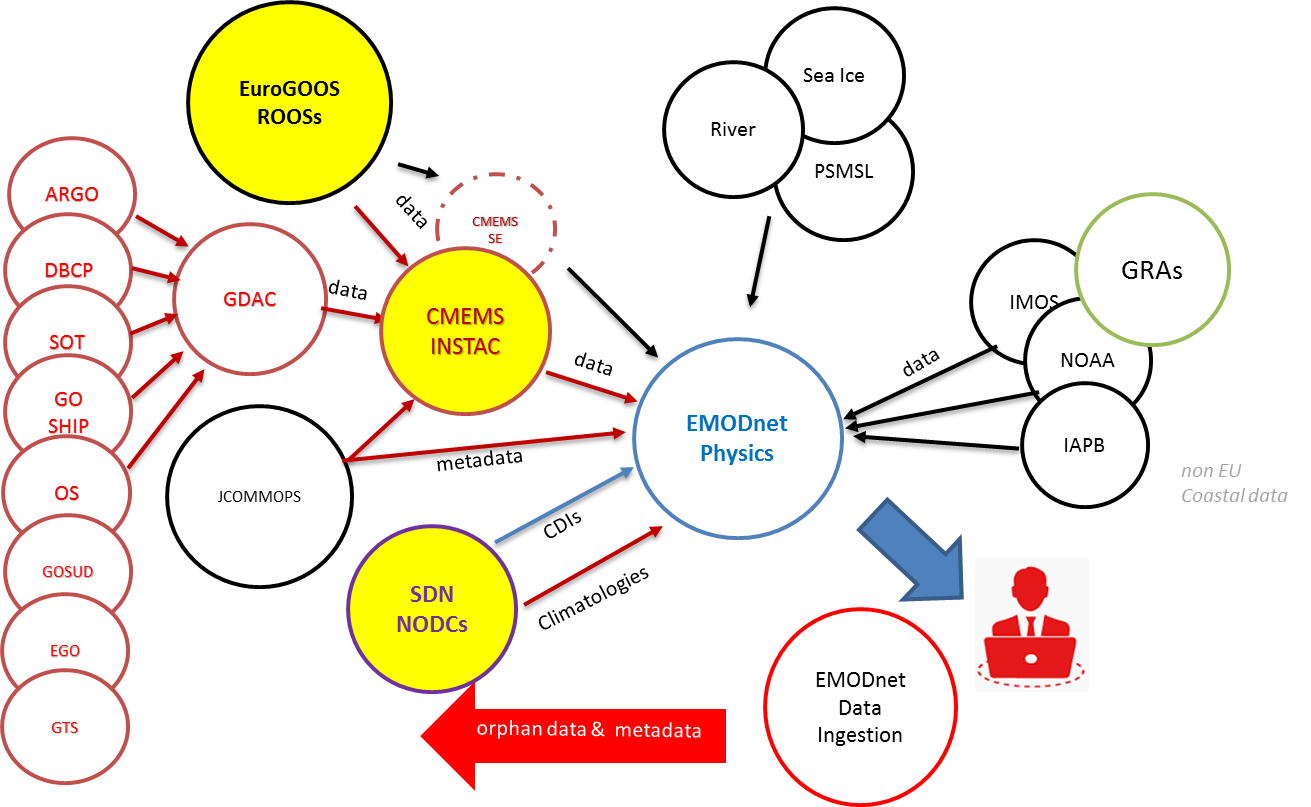 EuroGOOS
ROOSs
Sea Ice
River
PSMSL
ARGO
DBCP
SOT
GO
SHIP
OS
GOSUD
EGO
GTS
GDAC
data
data
CMEMS
SE
CMEMS
INSTAC
data
JCOMMOPS
metadata
EMODnet
Physics
CDIs
Climatologies
SDN
NODCs
GRAs
IMOS
NOAA
IAPB
data
non EU
Coastal data
EMODnet
Data
Ingestion
orphan data & metadata